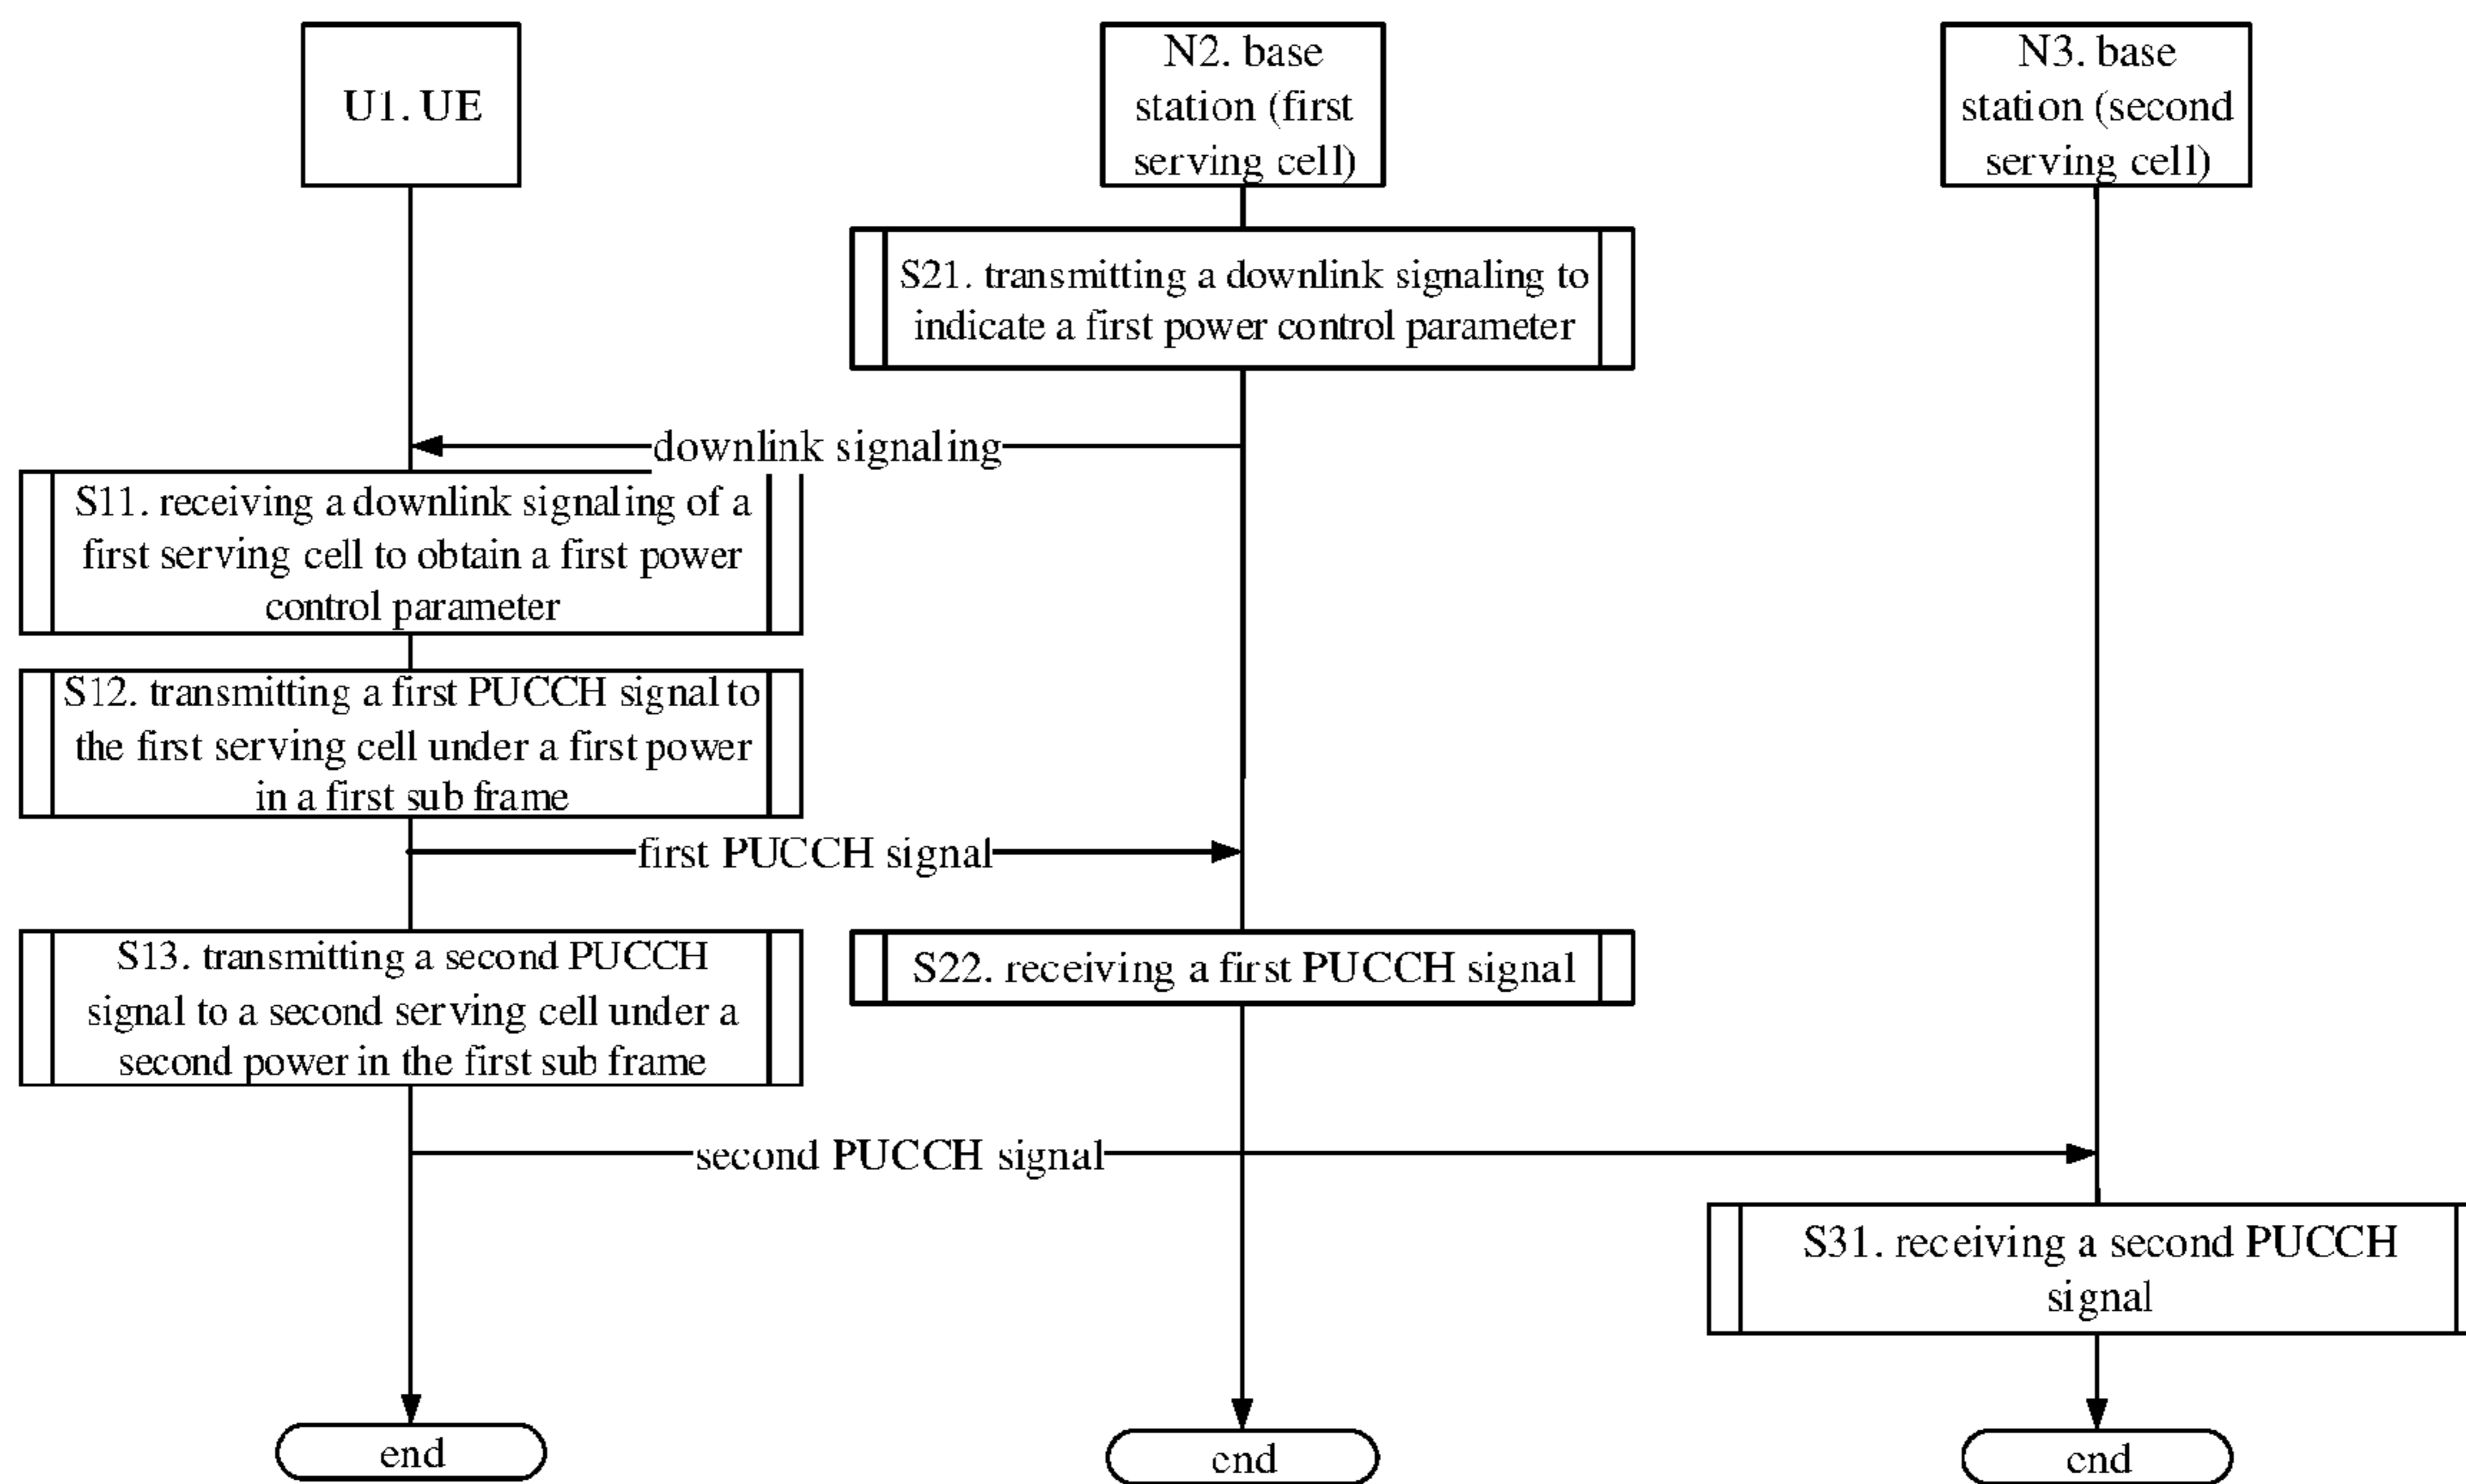 U1. UE
N2. base
station (first
serving cell)
N3. base
station (second
serving cell)
S21. transmitting a downlink signaling to
indicate a first power control parameter
downlink signaling
S11. receiving a downlink signaling of a
first serving cell to obtain a first power
control parameter
S12. transmitting a first PUCCH signal to
the first serving cell under a first power
in a first sub frame
first PUCCH signal
S13. transmitting a second PUCCH
signal to a second serving cell under a
second power in the first sub frame
S22. receiving a first PUCCH signal
second PUCCH signal
S31. receiving a second PUCCH
signal
end
end
end